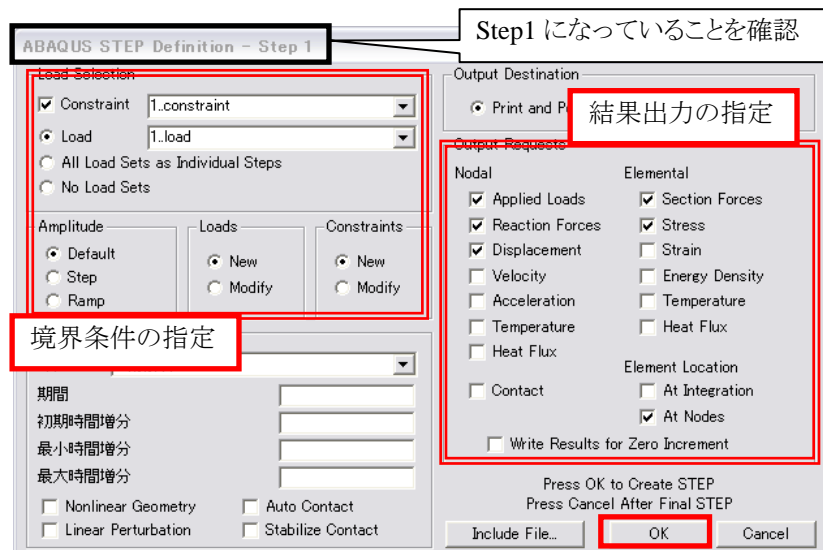 ABAQUS STEP Definition - Step 1
Step1 になっていることを確認
Load Selection
Constraint
1..constraint
Load
1..load
All Load Sets as Individual Steps
No Load Sets
Amplitude
Default
Step
Ramp
Loads
New
Modify
Constraints
New
Modify
境界条件の指定
期間
初期時間増分
最小時間増分
最大時間増分
Nonlinear Geometry
Auto Contact
Linear Perturbation
Stabilize Contact
Output Destination
Print and
結果出力の指定
Output Requests
Nodal
Applied Loads
Reaction Forces
Displacement
Velocity
Acceleration
Temperature
Heat Flux
Contact
Elemental
Section Forces
Stress
Strain
Energy Density
Temperature
Heat Flux
Element Location
At Integration
At Nodes
Write Results for Zero Increment
Press OK to Create STEP
Press Cancel After Final STEP
Include File...
OK
Cancel